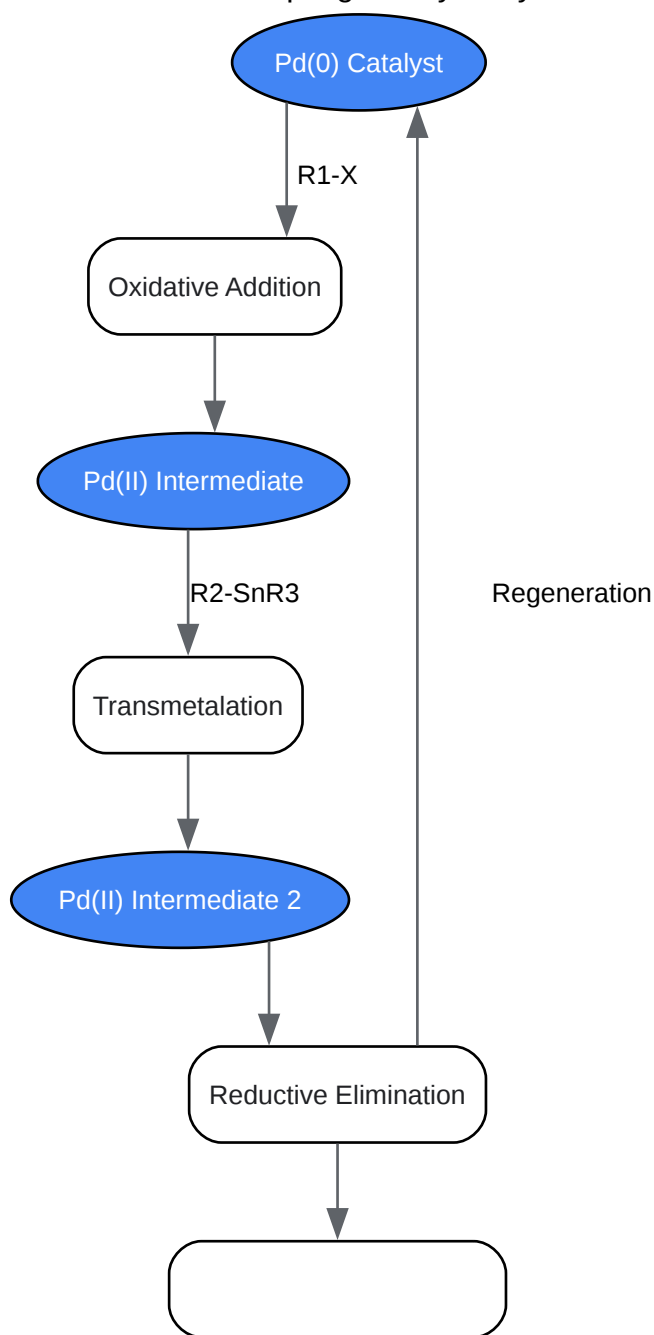 Pd(0) Catalyst
R1-X
Oxidative Addition
Pd(II) Intermediate
R2-SnR3
Regeneration
Transmetalation
Pd(II) Intermediate 2
Reductive Elimination